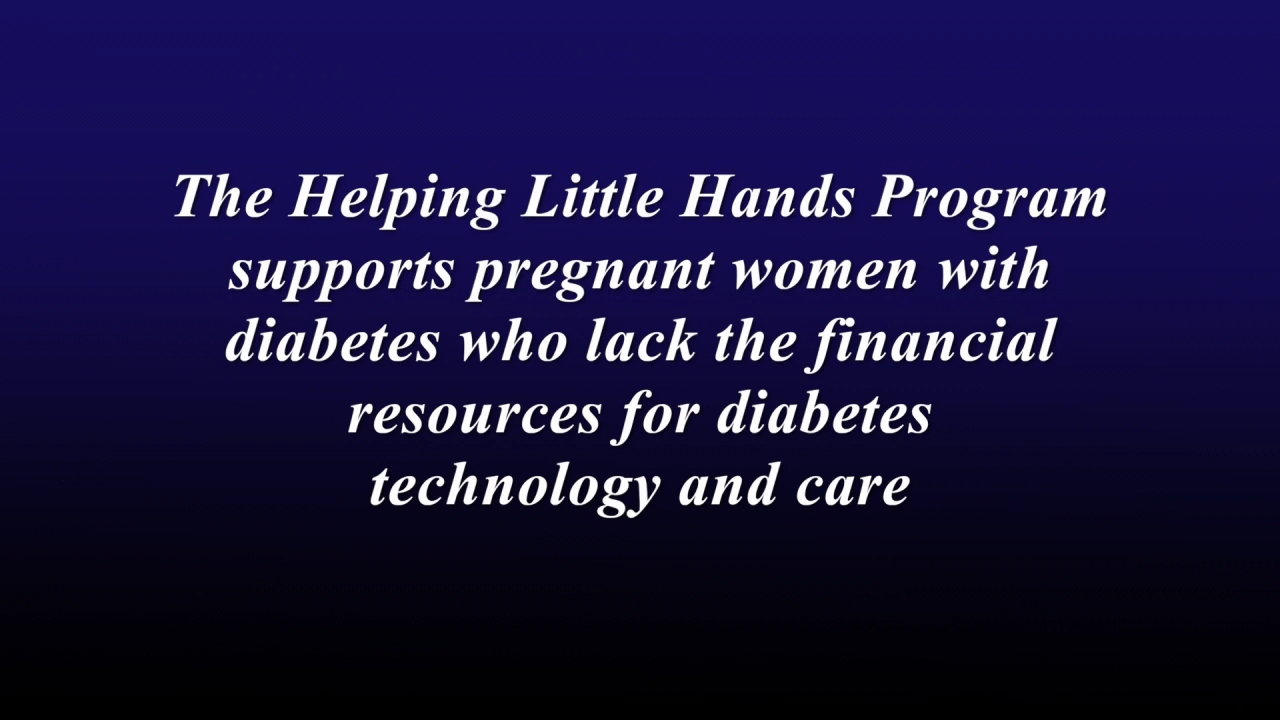 The Helping Little Hands Program
supports pregnant women with
diabetes who lack the financial
resources for diabetes
technology and care